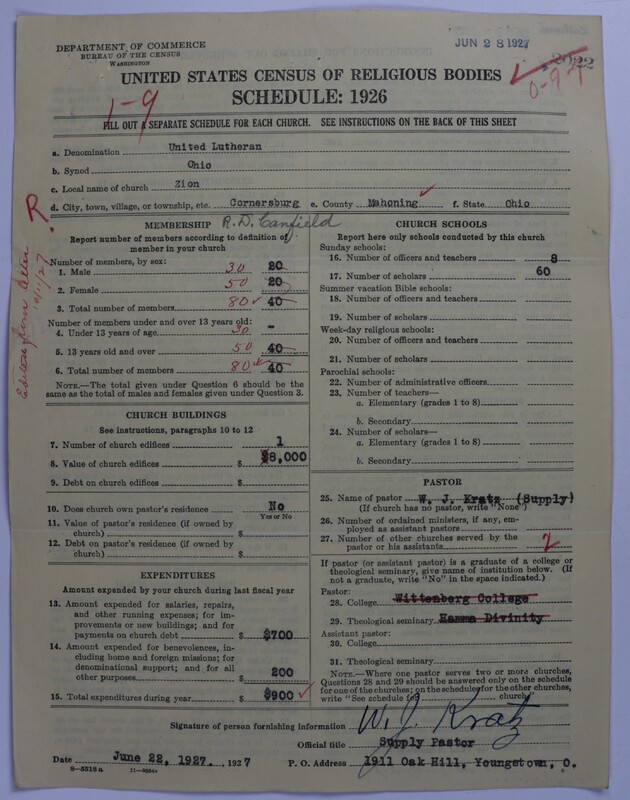 DEPARTMENT OF COMMERCE
BUREAU OF THE CENSUS
WASHINGTON
JUN 28 1927
UNITED STATES CENSUS OF RELIGIOUS BODIES
SCHEDULE: 1926
1-9
0-9-9
FILL OUT A SEPARATE SCHEDULE FOR EACH CHURCH. SEE INSTRUCTIONS ON THE BACK OF THIS SHEET
a. Denomination United Lutheran
b. Synod Ohio
c. Local name of church Zion
d. City, town, village, or township, etc. Cornersburg e. County Mahoning f. State Ohio
R
R.D. Canfield
MEMBERSHIP
Report number of members according to definition of member in your church
Number of members, by sex:
1. Male 30 20
2. Female 50 20
3. Total number of members 80 40
Number of members under and over 13 years old:
4. Under 13 years of age 30 -
5. 13 years old and over 50 40
6. Total number of members 80 40
NOTE.—The total given under Question 6 should be
same as the total of males and females given under Question 3.
CHURCH BUILDINGS
See instructions, paragraphs 10 to 12
7. Number of church edifices 1
8. Value of church edifices $ $8,000
9. Debt on church edifices $
10. Does church own pastor's residence No
Yes or No
11. Value of pastor's residence (if owned by
church) $
12. Debt on pastor's residence (if owned by
church) $
EXPENDITURES
Amount expended by your church during last fiscal year
13. Amount expended for salaries, repairs,
and other running expenses; for im-
provements or new buildings; and for
payments on church debt $ $700
14. Amount expended for benevolences, in-
cluding home and foreign missions; for
denominational support; and for all
other purposes 200
15. Total expenditures during year $ $900
CHURCH SCHOOLS
Report here only schools conducted by this church
Sunday schools:
16. Number of officers and teachers 8
17. Number of scholars 60
Summer vacation Bible schools:
18. Number of officers and teachers
19. Number of scholars
Week-day religious schools:
20. Number of officers and teachers
21. Number of scholars
Parochial schools:
22. Number of administrative officers
23. Number of teachers—
a. Elementary (grades 1 to 8)
b. Secondary
24. Number of scholars—
a. Elementary (grades 1 to 8)
b. Secondary
PASTOR
25. Name of pastor W. J. Kratz (Supply)
(If church has no pastor, write "None")
26. Number of ordained ministers, if any, em-
ployed as assistant pastors
27. Number of other churches served by the
pastor or his assistants 2
If pastor (or assistant pastor) is a graduate of a college or
theological seminary, give name of institution below. (If
not a graduate, write "No" in the space indicated.)
Pastor:
28. College Wittenberg College
29. Theological seminary Hamma Divinity
Assistant pastor:
30. College
31. Theological seminary
NOTE.—Where one pastor serves two or more churches,
Questions 28 and 29 should be answered only on the schedule
for one of the churches; on the schedules for the other churches,
write "See schedule for church"
Signature of person furnishing information W. J. Kratz
Official title Supply Pastor
Date June 22, 1927. , 1927 P. O. Address 1911 Oak Hill, Youngstown, O.
8—5318a 11—9354